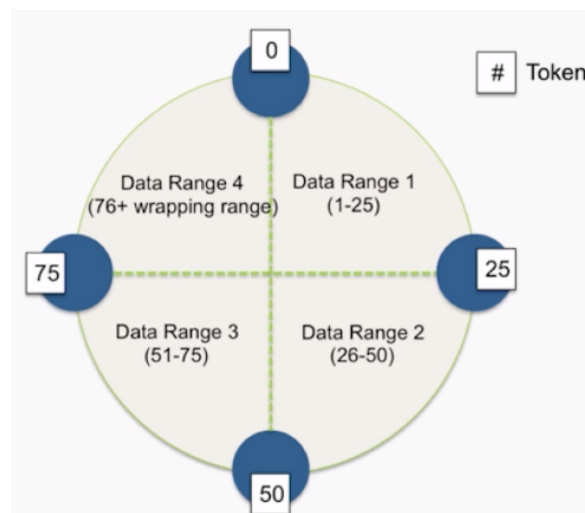 0
# Token
Data Range 4
(76+ wrapping range)
Data Range 1
(1-25)
75
25
Data Range 3
(51-75)
Data Range 2
(26-50)
50